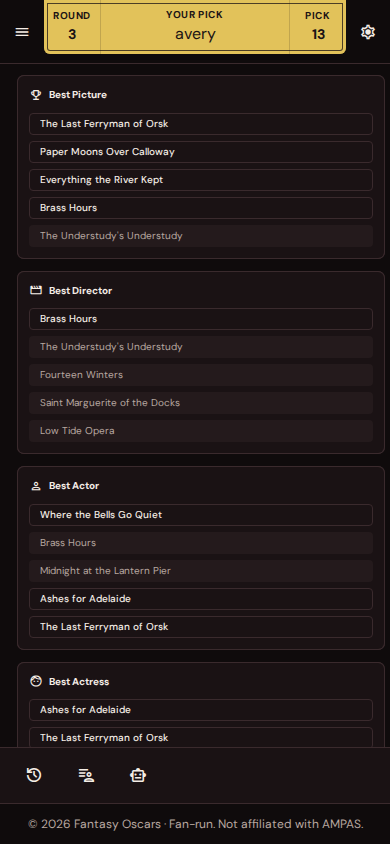 ROUND
3
YOUR PICK
avery
PICK
13
Best Picture
The Last Ferryman of Orsk
Paper Moons Over Calloway
Everything the River Kept
Brass Hours
The Understudy's Understudy
Best Director
Brass Hours
The Understudy's Understudy
Fourteen Winters
Saint Marguerite of the Docks
Low Tide Opera
Best Actor
Where the Bells Go Quiet
Brass Hours
Midnight at the Lantern Pier
Ashes for Adelaide
The Last Ferryman of Orsk
Best Actress
Ashes for Adelaide
The Last Ferryman of Orsk
© 2026 Fantasy Oscars · Fan-run. Not affiliated with AMPAS.